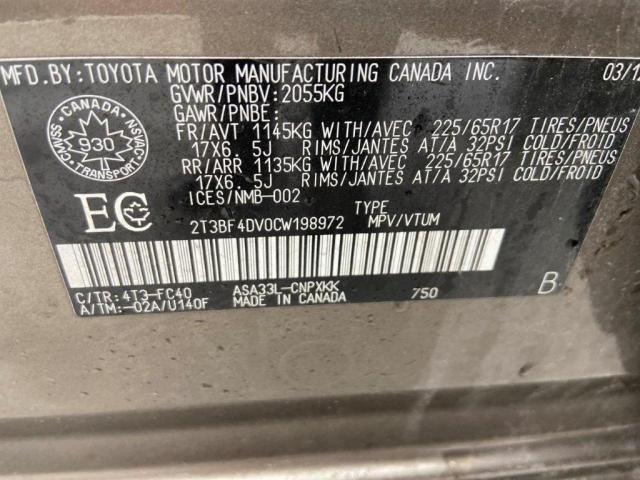 MFD.BY:TOYOTA MOTOR MANUFACTURING CANADA INC. 03/12
GVWR/PNBV:2055KG
GAWR/PNBE:
FR/AVT 1145KG WITH/AVEC 225/65R17 TIRES/PNEUS
17X6.5J RIMS/JANTES AT/A 32PSI COLD/FROID
RR/ARR 1135KG WITH/AVEC 225/65R17 TIRES/PNEUS
17X6.5J RIMS/JANTES AT/A 32PSI COLD/FROID
ICES/NMB-002
CANADA
CMVSS NSVAC
930
TRANSPORT
EC
TYPE
2T3BF4DV0CW198972 MPV/VTUM
C/TR:4T3-FC40 ASA33L-CNPXKK 750 B
A/TM:-02A/U140F MADE IN CANADA